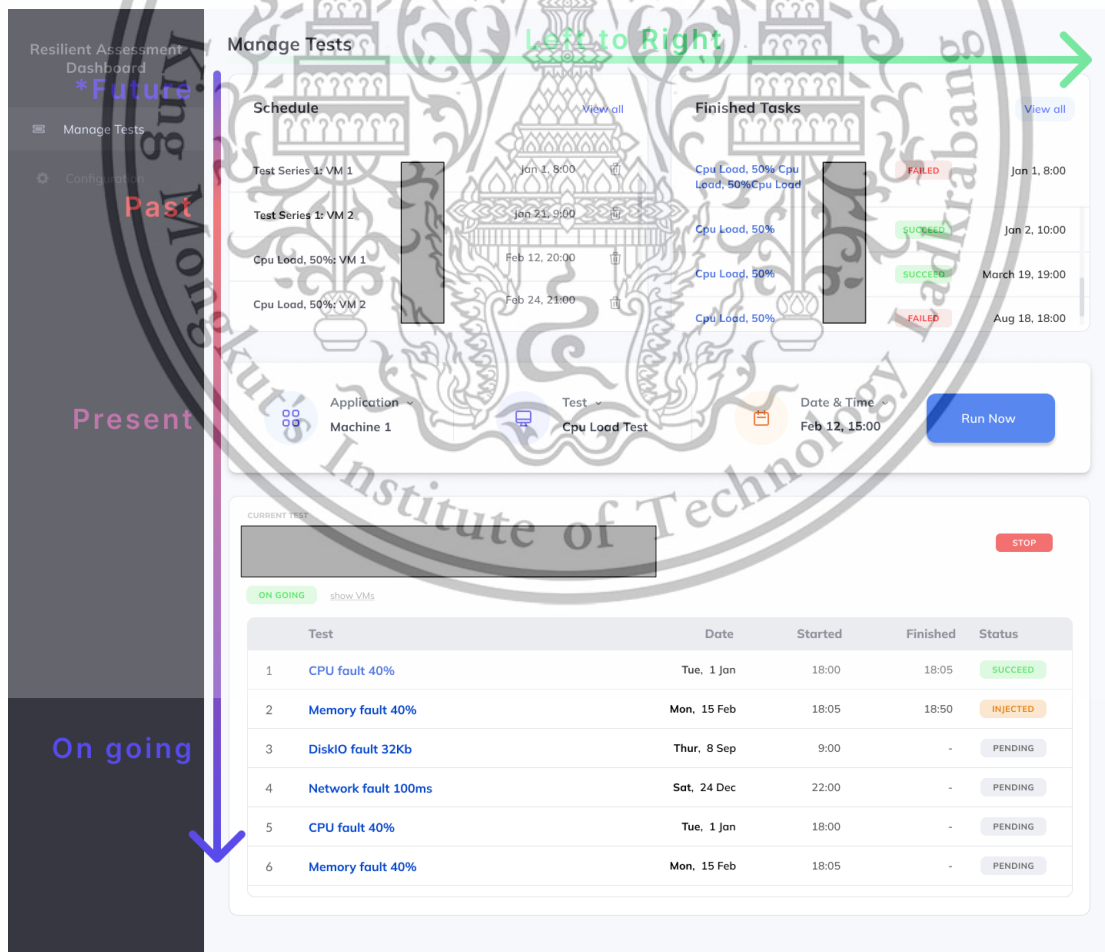 Resilient Assessment
Dashboard
*Future
Manage Tests
Configuration
Past
Present
On going
Manage Tests
Left to Right
Schedule
View all
Test Series 1: VM 1
Jan 1, 8:00
Test Series 1: VM 2
Jan 21, 9:00
Cpu Load, 50%: VM 1
Feb 12, 20:00
Cpu Load, 50%: VM 2
Feb 24, 21:00
Finished Tasks
View all
Cpu Load, 50% Cpu
Load, 50%Cpu Load
FAILED
Jan 1, 8:00
Cpu Load, 50%
SUCCEED
Jan 2, 10:00
Cpu Load, 50%
SUCCEED
March 19, 19:00
Cpu Load, 50%
FAILED
Aug 18, 18:00
Application
Machine 1
Test
Cpu Load Test
Date & Time
Feb 12, 15:00
Run Now
CURRENT TEST
STOP
ON GOING show VMs
Test Date Started Finished Status
1 CPU fault 40% Tue, 1 Jan 18:00 18:05 SUCCEED
2 Memory fault 40% Mon, 15 Feb 18:05 18:50 INJECTED
3 DiskIO fault 32Kb Thur, 8 Sep 9:00 - PENDING
4 Network fault 100ms Sat, 24 Dec 22:00 - PENDING
5 CPU fault 40% Tue, 1 Jan 18:00 - PENDING
6 Memory fault 40% Mon, 15 Feb 18:05 - PENDING
King Mongkut's Institute of Technology Ladkrabang